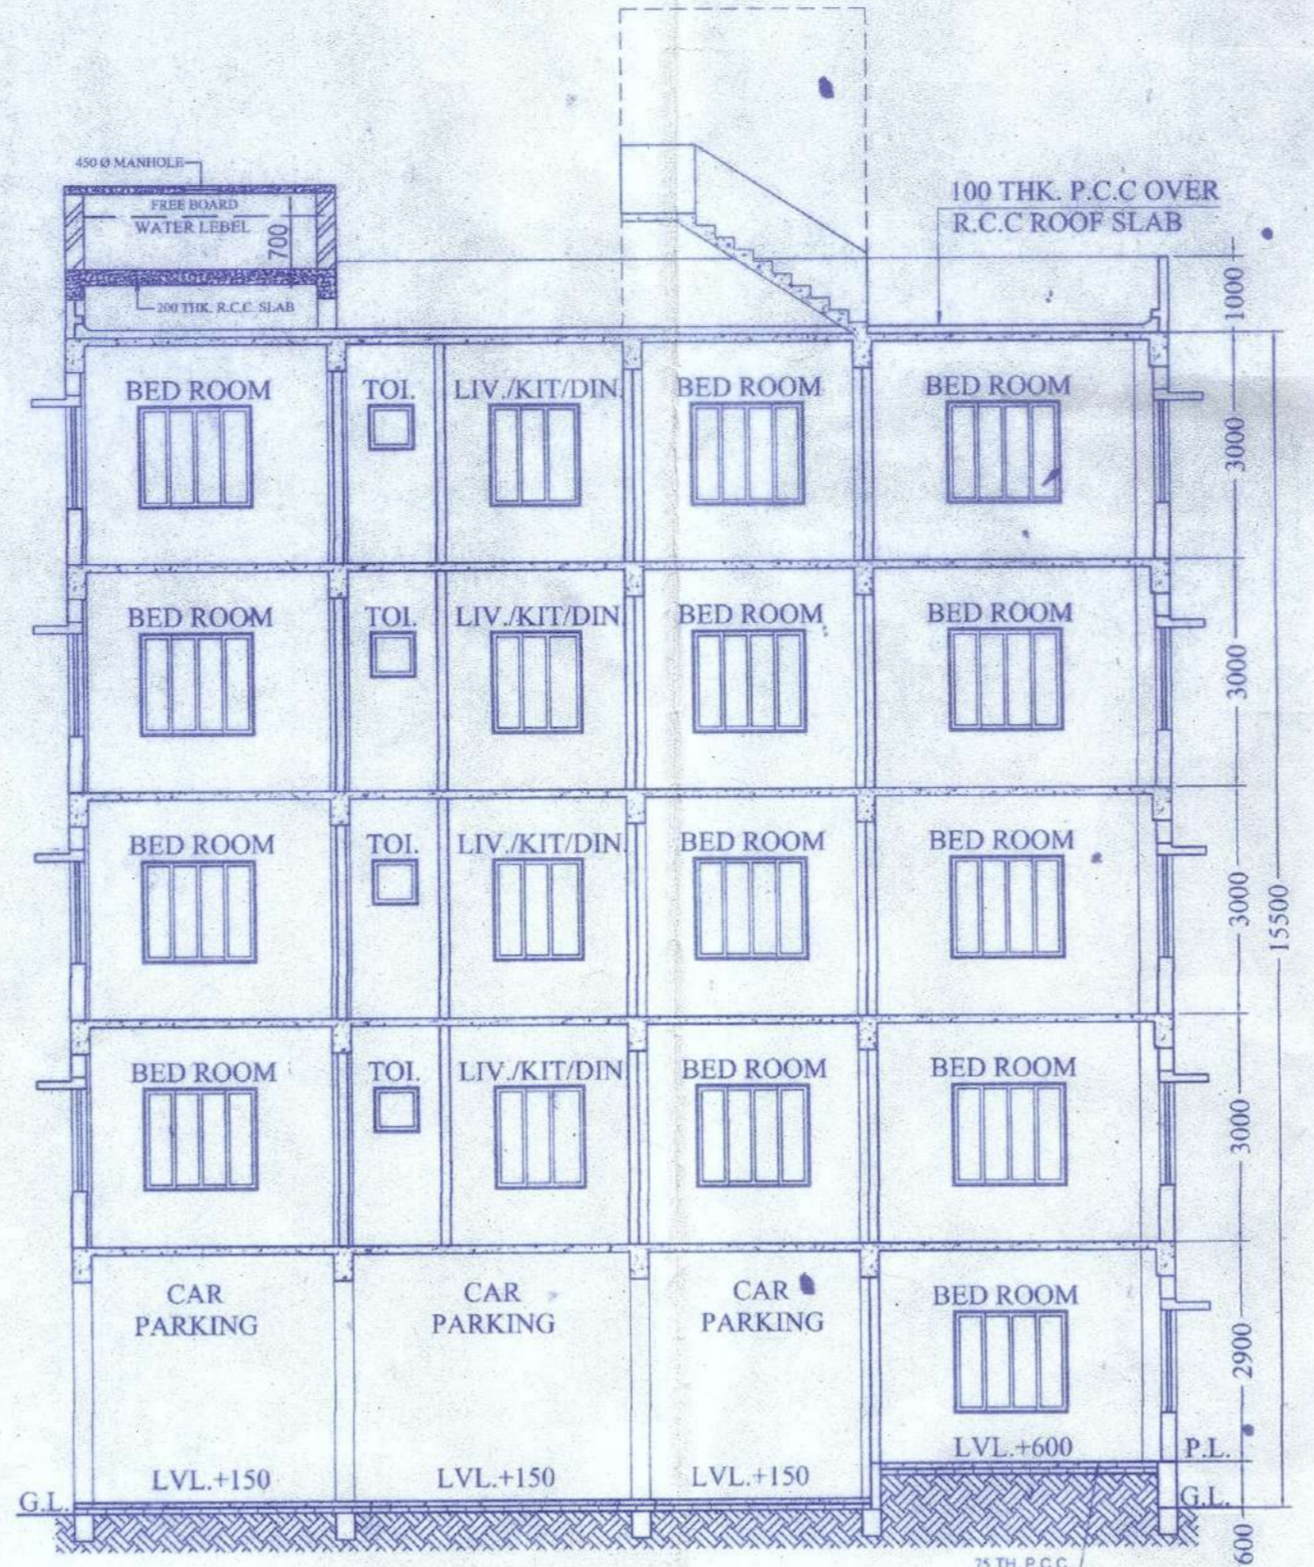 450 Ø MANHOLE
FREE BOARD
WATER LEBEL
700
200 THK. R.C.C. SLAB
100 THK. P.C.C OVER
R.C.C ROOF SLAB
1000
BED ROOM TOI. LIV./KIT/DIN. BED ROOM BED ROOM
3000
BED ROOM TOI. LIV./KIT/DIN BED ROOM BED ROOM
3000
BED ROOM TOI. LIV./KIT/DIN. BED ROOM BED ROOM
3000
15500
BED ROOM TOI. LIV./KIT/DIN BED ROOM BED ROOM
3000
CAR PARKING
CAR PARKING
CAR PARKING
BED ROOM
2900
LVL.+150 LVL.+150 LVL.+150 LVL.+600 P.L.
G.L. G.L.
600
75 TH. P.C.C.